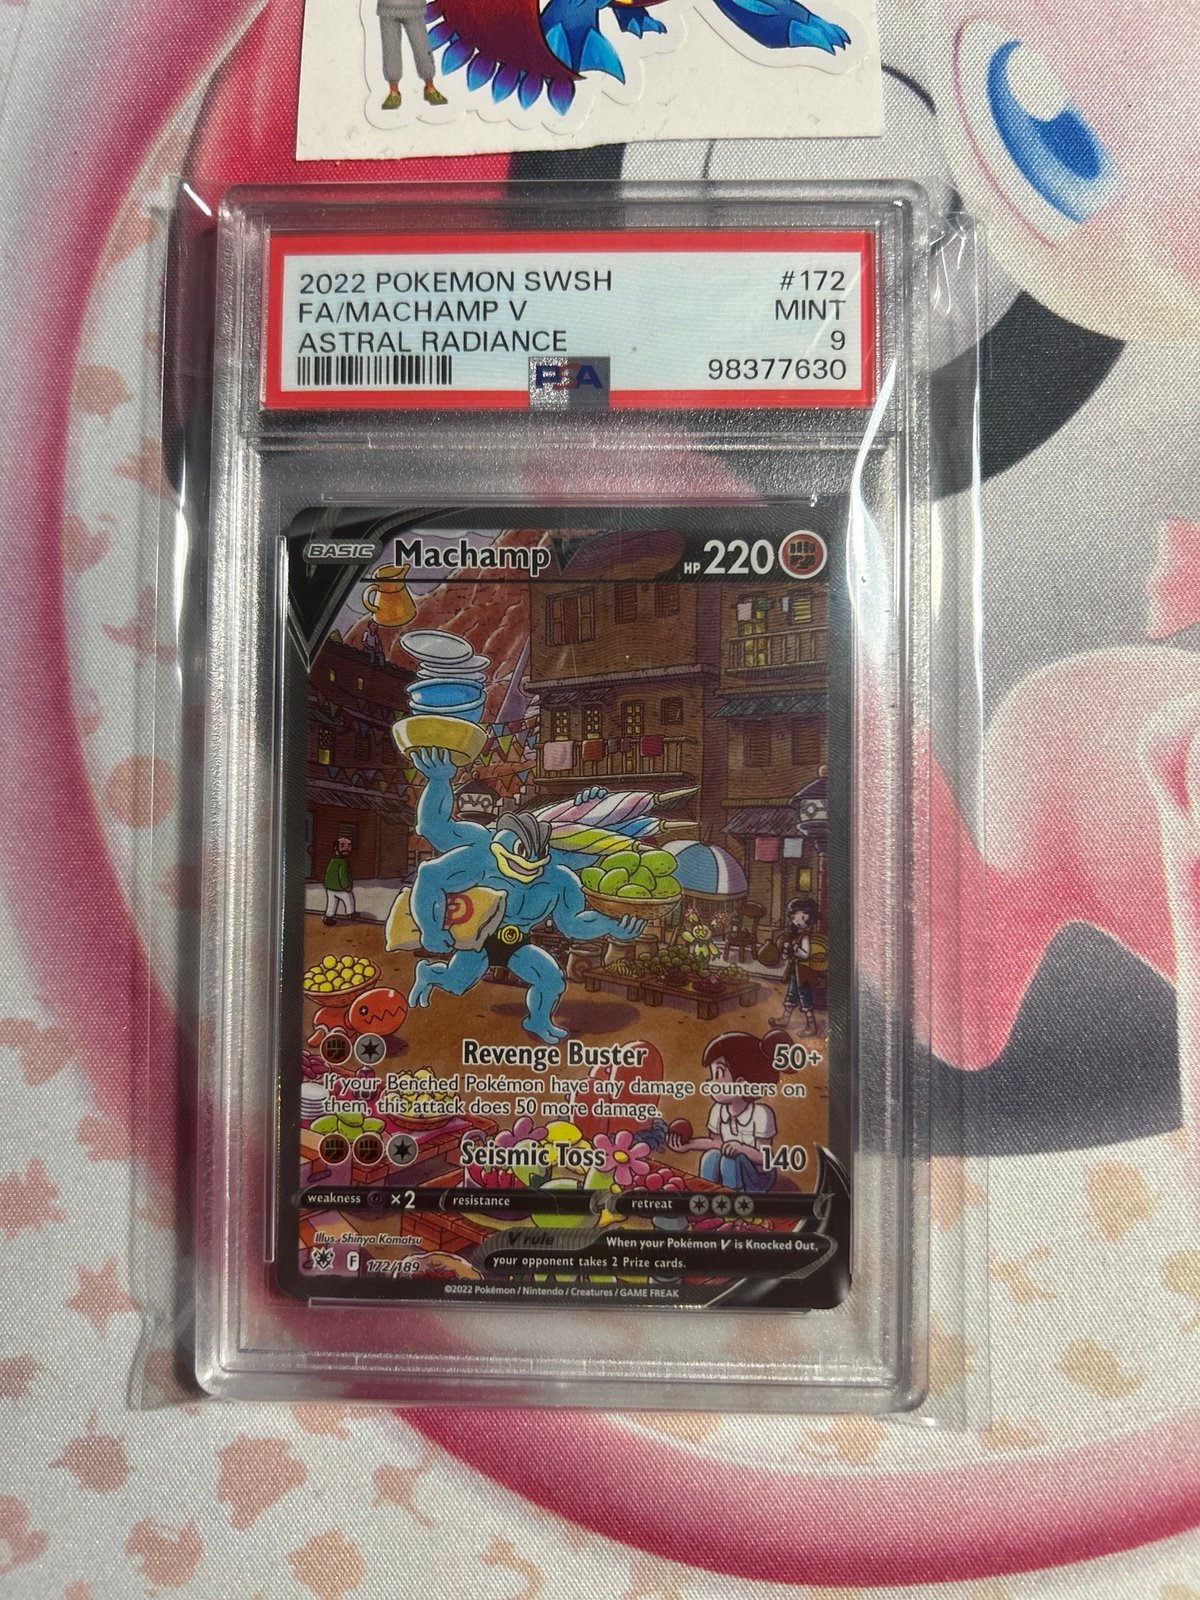 2022 POKEMON SWSH #172
FA/MACHAMP V MINT
ASTRAL RADIANCE 9
98377630
PSA
BASIC Machamp V HP 220
Revenge Buster 50+
If your Benched Pokémon have any damage counters on
them, this attack does 50 more damage.
Seismic Toss 140
weakness ×2 resistance retreat
Illus. Shinya Komatsu
V rule When your Pokémon V is Knocked Out,
your opponent takes 2 Prize cards.
F 172/189
©2022 Pokémon / Nintendo / Creatures / GAME FREAK